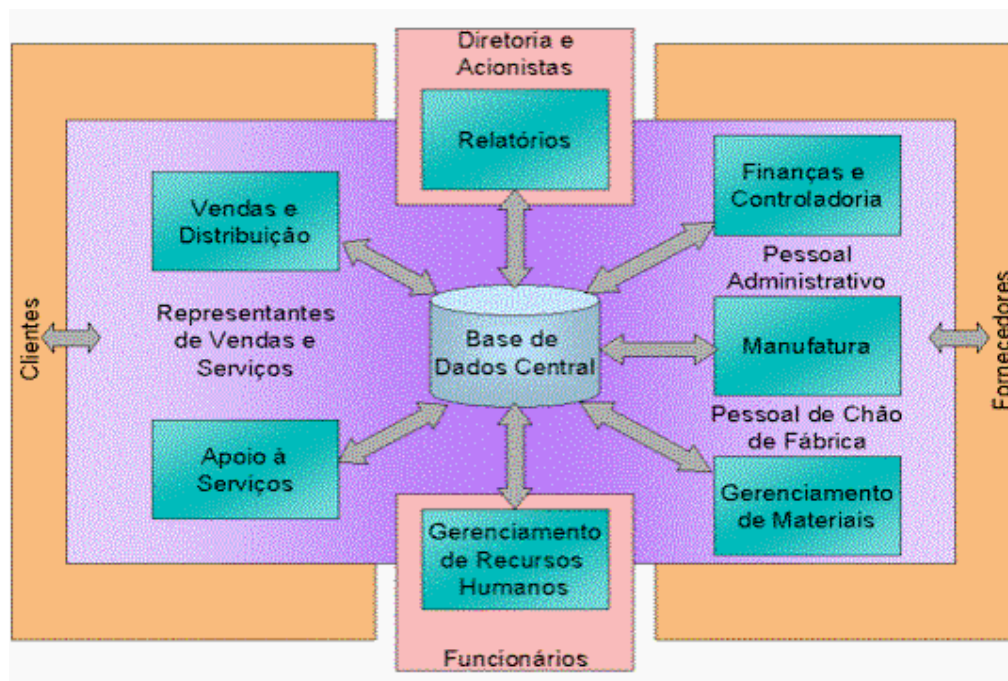 Diretoria e
Acionistas
Relatórios
Vendas e
Distribuição
Finanças e
Controladoria
Pessoal
Administrativo
Clientes
Representantes
de Vendas e
Serviços
Base de
Dados Central
Manufatura
Fornecedores
Pessoal de Chão
de Fábrica
Apoio à
Serviços
Gerenciamento
de Materiais
Gerenciamento
de Recursos
Humanos
Funcionários